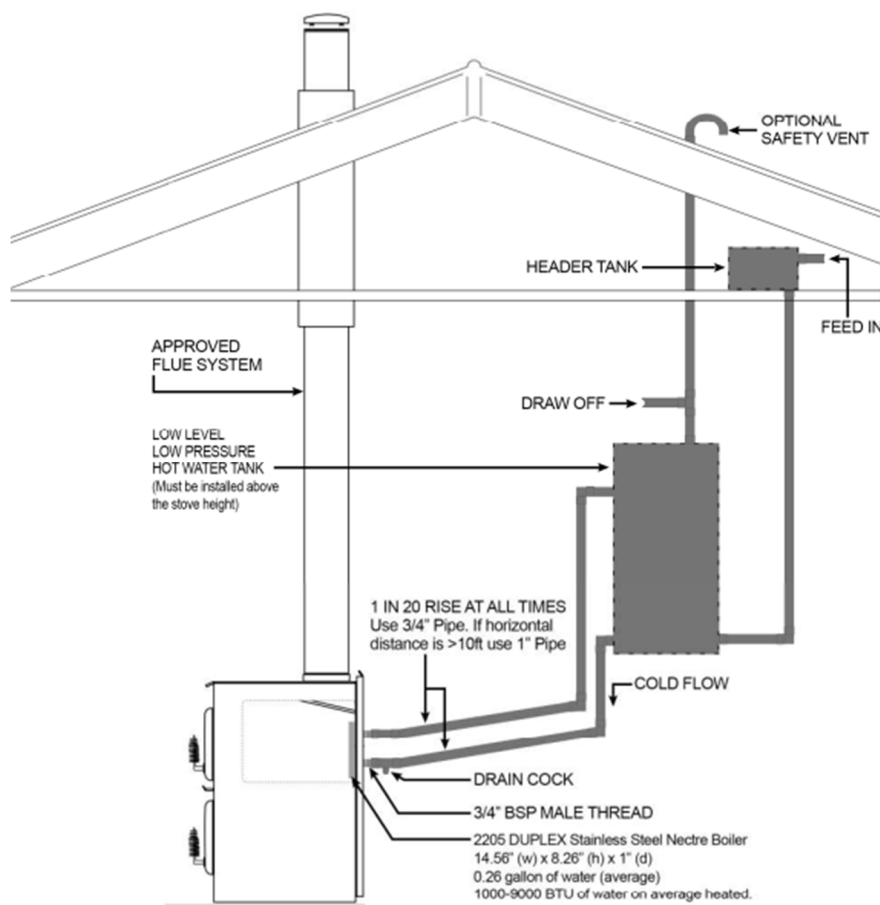 OPTIONAL
SAFETY VENT
HEADER TANK
FEED IN
APPROVED
FLUE SYSTEM
DRAW OFF
LOW LEVEL
LOW PRESSURE
HOT WATER TANK
(Must be installed above
the stove height)
1 IN 20 RISE AT ALL TIMES
Use 3/4" Pipe. If horizontal
distance is >10ft use 1" Pipe
COLD FLOW
DRAIN COCK
3/4" BSP MALE THREAD
2205 DUPLEX Stainless Steel Nectre Boiler
14.56" (w) x 8.26" (h) x 1" (d)
0.26 gallon of water (average)
1000-9000 BTU of water on average heated.